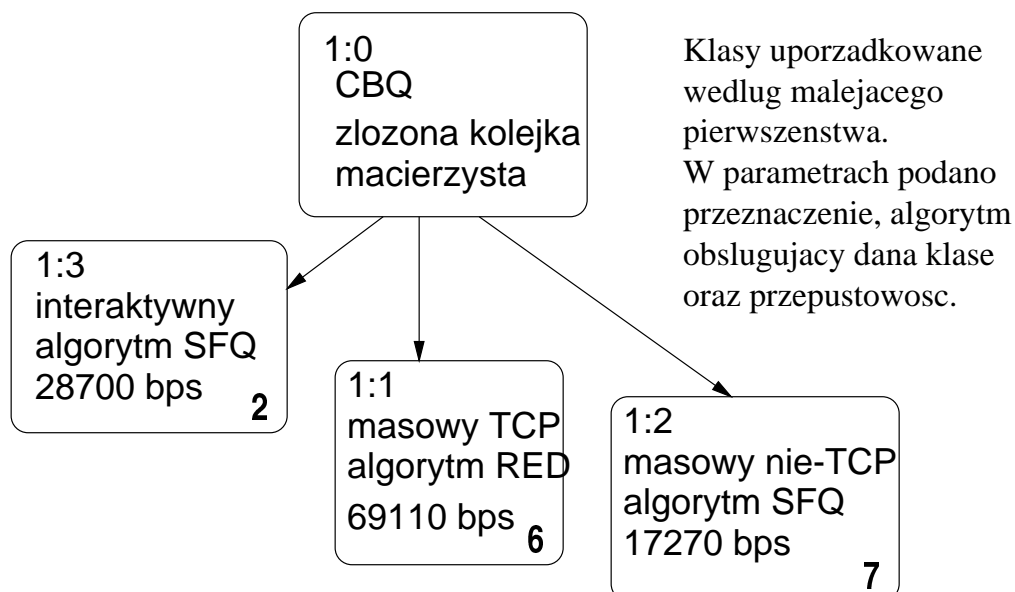 1:0
CBQ
zlozona kolejka
macierzysta
Klasy uporzadkowane
wedlug malejacego
pierwszenstwa.
W parametrach podano
przeznaczenie, algorytm
obslugujacy dana klase
oraz przepustowosc.
1:3
interaktywny
algorytm SFQ
28700 bps
2
1:1
masowy TCP
algorytm RED
69110 bps
6
1:2
masowy nie-TCP
algorytm SFQ
17270 bps
7